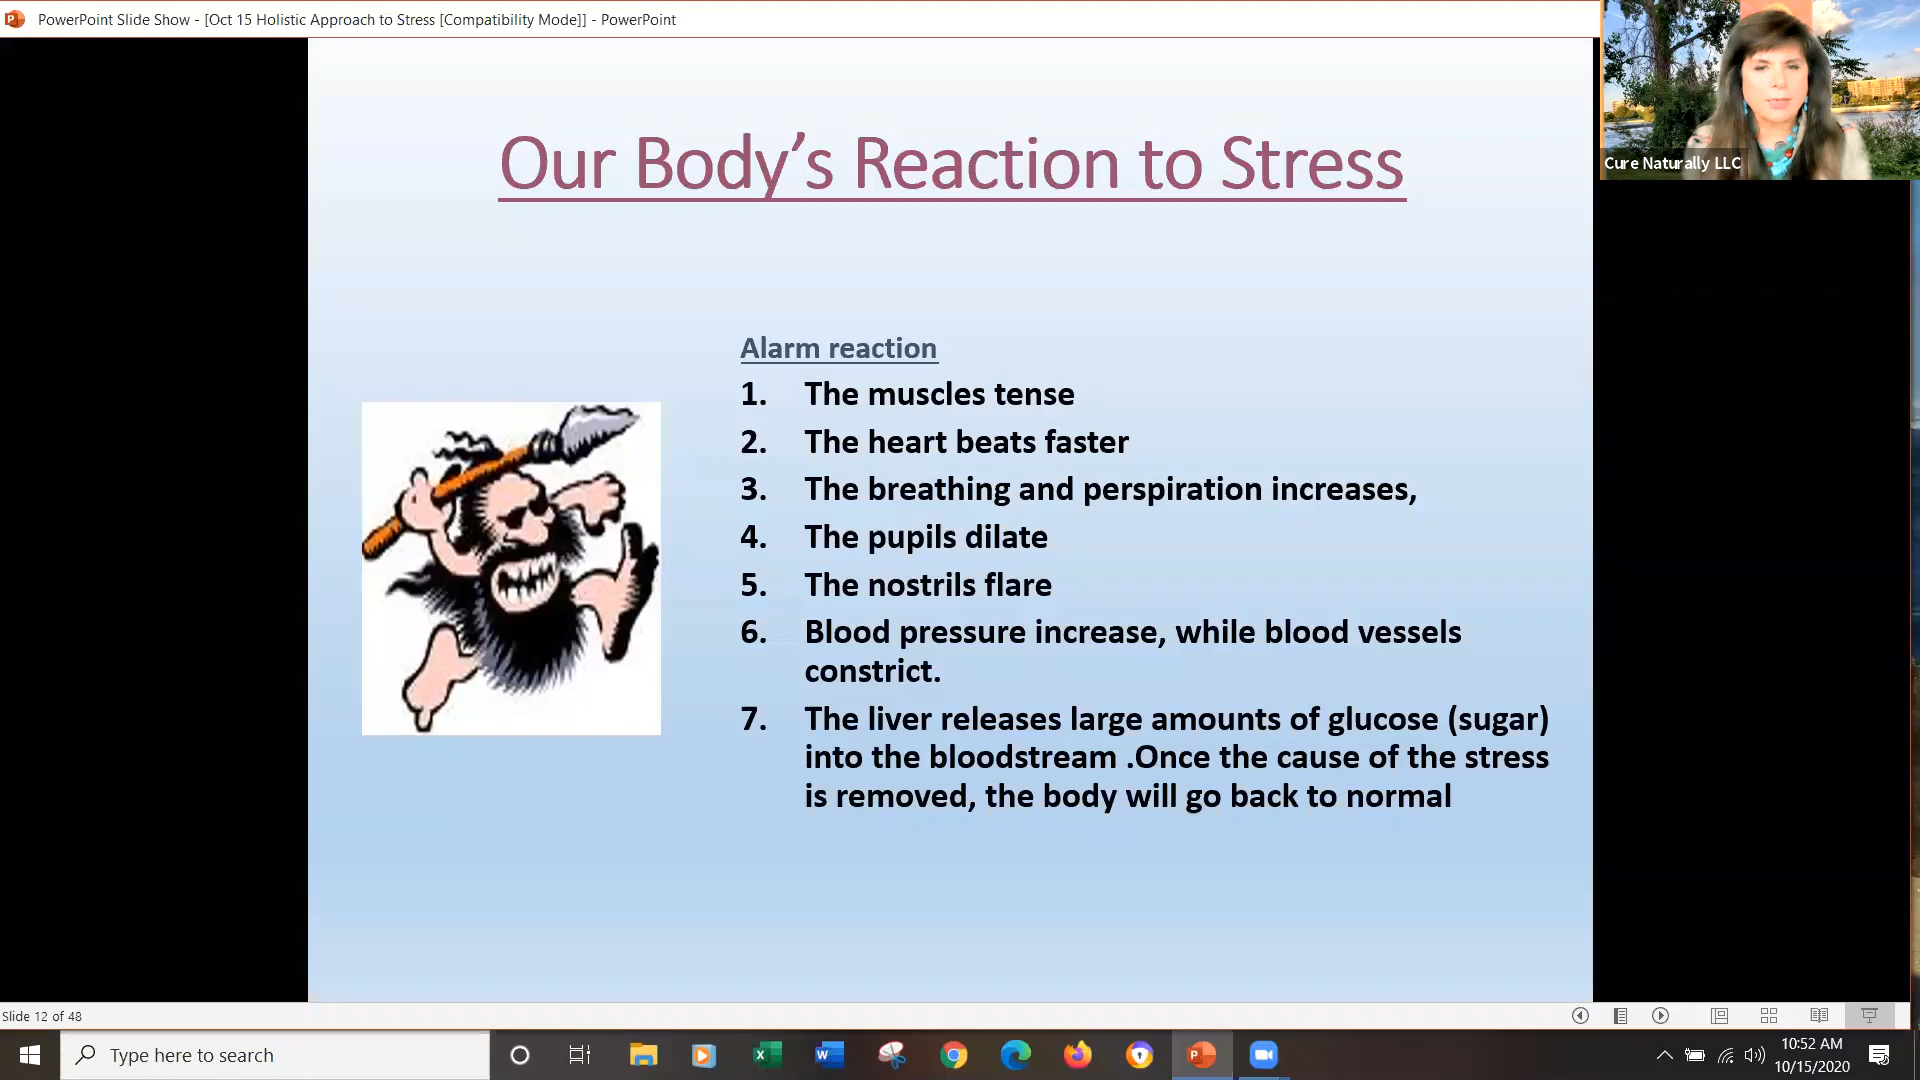 PowerPoint Slide Show - [Oct 15 Holistic Approach to Stress [Compatibility Mode]] - PowerPoint
Cure Naturally LLC
Our Body’s Reaction to Stress
Alarm reaction
1. The muscles tense
2. The heart beats faster
3. The breathing and perspiration increases,
4. The pupils dilate
5. The nostrils flare
6. Blood pressure increase, while blood vessels
constrict.
7. The liver releases large amounts of glucose (sugar)
into the bloodstream .Once the cause of the stress
is removed, the body will go back to normal
Slide 12 of 48
Type here to search
10:52 AM
10/15/2020